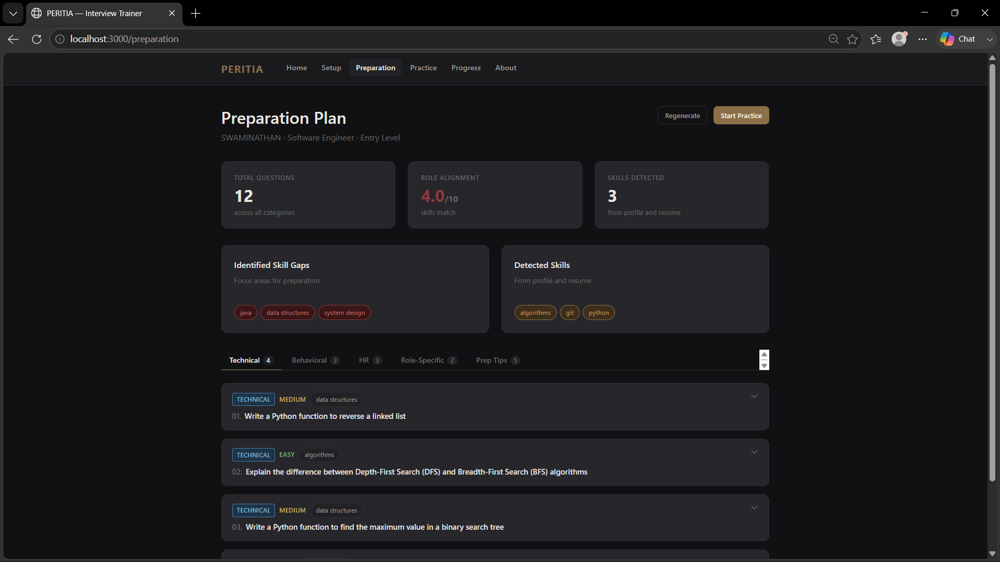 PERITIA — Interview Trainer
localhost:3000/preparation
Chat
PERITIA
Home Setup Preparation Practice Progress About
Preparation Plan
Regenerate Start Practice
SWAMINATHAN · Software Engineer · Entry Level
TOTAL QUESTIONS
12
across all categories
ROLE ALIGNMENT
4.0/10
skills match
SKILLS DETECTED
3
from profile and resume
Identified Skill Gaps
Focus areas for preparation
java data structures system design
Detected Skills
From profile and resume
algorithms git python
Technical 4 Behavioral 3 HR 3 Role-Specific 2 Prep Tips 5
TECHNICAL MEDIUM data structures
01. Write a Python function to reverse a linked list
TECHNICAL EASY algorithms
02. Explain the difference between Depth-First Search (DFS) and Breadth-First Search (BFS) algorithms
TECHNICAL MEDIUM data structures
03. Write a Python function to find the maximum value in a binary search tree